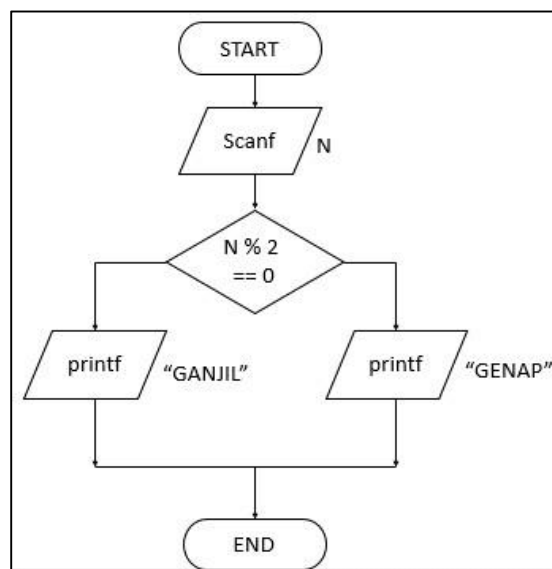 START
Scanf
N
N % 2
== 0
printf
“GANJIL”
printf
“GENAP”
END